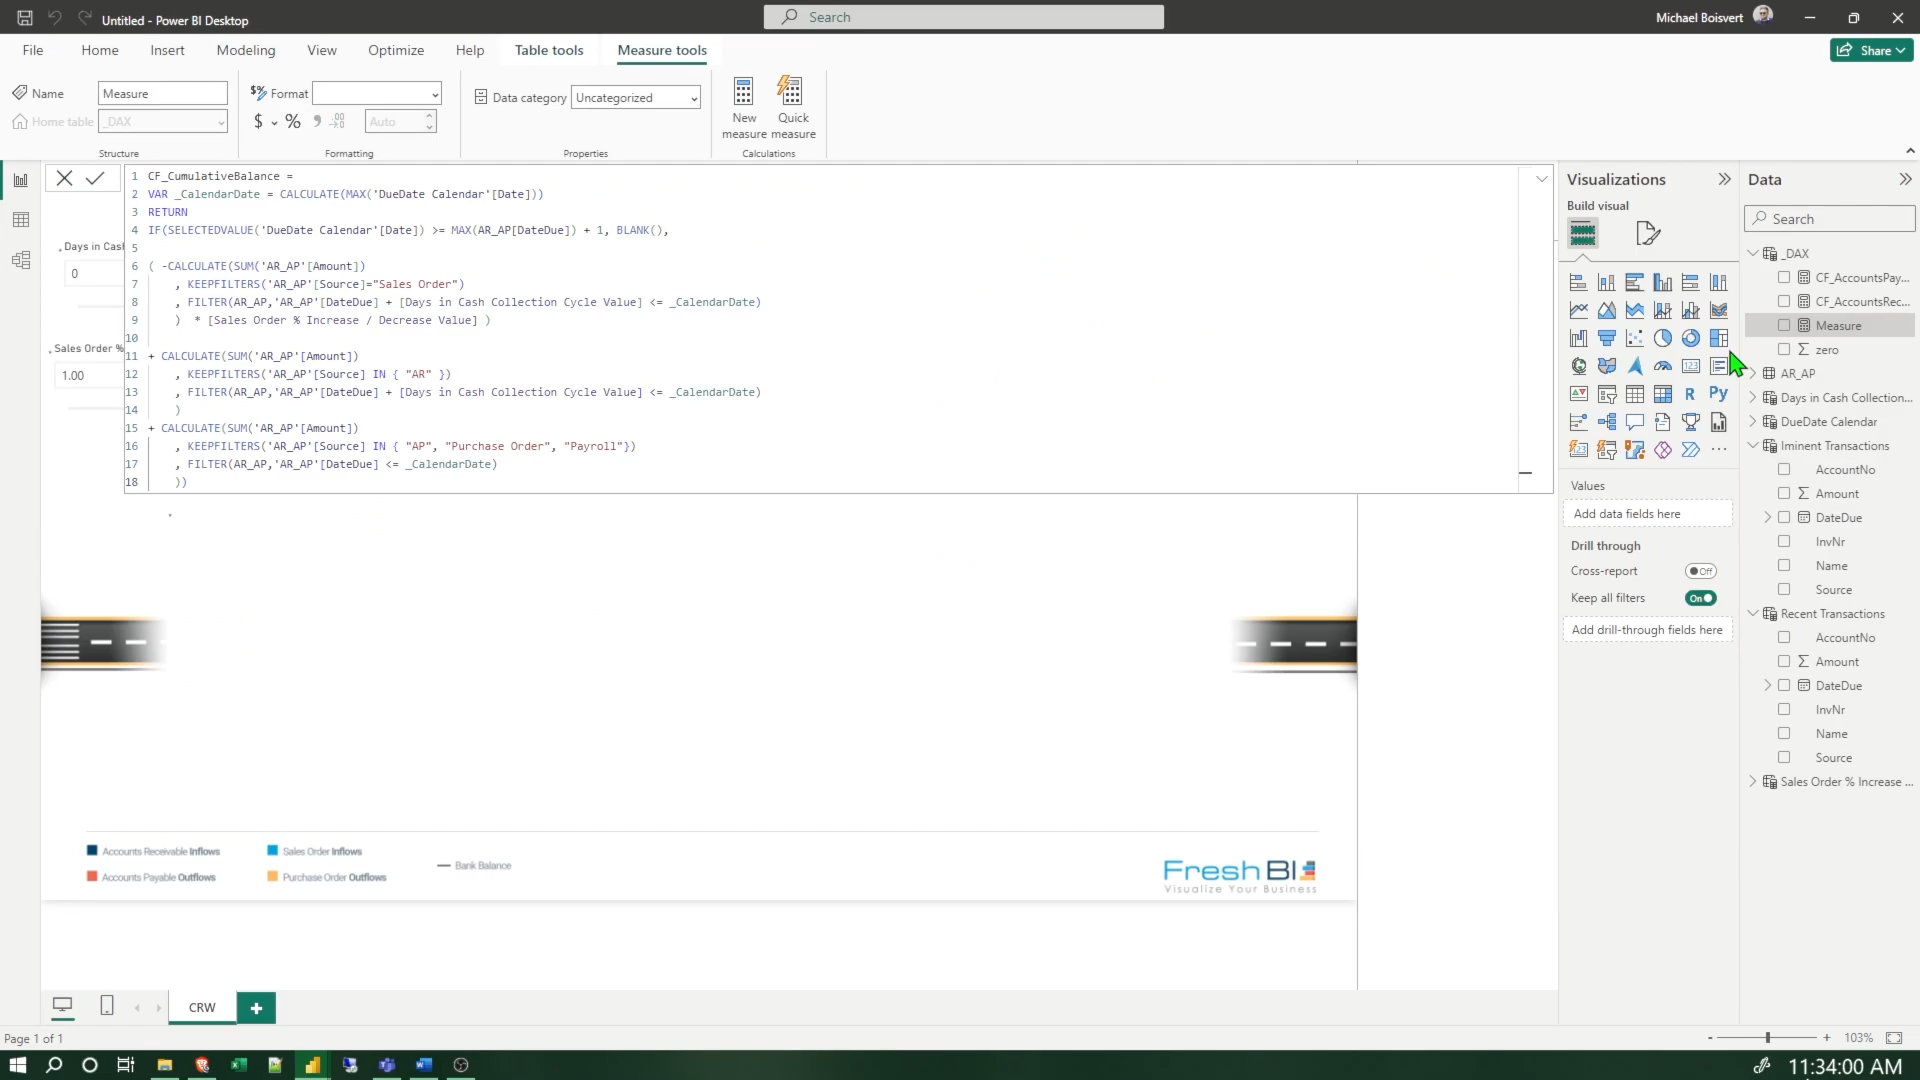 Untitled - Power BI Desktop
Search
Michael Boisvert
File Home Insert Modeling View Optimize Help Table tools Measure tools
Share
Name Measure
Home table _DAX
Structure
$% Format
$ % Auto
Formatting
Data category Uncategorized
Properties
New measure
Quick measure
Calculations
1 CF_CumulativeBalance =
2 VAR _CalendarDate = CALCULATE(MAX('DueDate Calendar'[Date]))
3 RETURN
4 IF(SELECTEDVALUE('DueDate Calendar'[Date]) >= MAX(AR_AP[DateDue]) + 1, BLANK(),
5
6 ( -CALCULATE(SUM('AR_AP'[Amount])
7 , KEEPFILTERS('AR_AP'[Source]="Sales Order")
8 , FILTER(AR_AP,'AR_AP'[DateDue] + [Days in Cash Collection Cycle Value] <= _CalendarDate)
9 ) * [Sales Order % Increase / Decrease Value] )
10
11 + CALCULATE(SUM('AR_AP'[Amount])
12 , KEEPFILTERS('AR_AP'[Source] IN { "AR" })
13 , FILTER(AR_AP,'AR_AP'[DateDue] + [Days in Cash Collection Cycle Value] <= _CalendarDate)
14 )
15 + CALCULATE(SUM('AR_AP'[Amount])
16 , KEEPFILTERS('AR_AP'[Source] IN { "AP", "Purchase Order", "Payroll"})
17 , FILTER(AR_AP,'AR_AP'[DateDue] <= _CalendarDate)
18 ))
Days in Cash
0
Sales Order %
1.00
Accounts Receivable Inflows
Sales Order Inflows
Bank Balance
Accounts Payable Outflows
Purchase Order Outflows
Fresh BI
Visualize Your Business
CRW
Page 1 of 1
103%
11:34:00 AM
Visualizations
Build visual
R Py
Values
Add data fields here
Drill through
Cross-report Off
Keep all filters On
Add drill-through fields here
Data
Search
_DAX
CF_AccountsPay...
CF_AccountsRec...
Measure
zero
AR_AP
Days in Cash Collection...
DueDate Calendar
Iminent Transactions
AccountNo
Amount
DateDue
InvNr
Name
Source
Recent Transactions
AccountNo
Amount
DateDue
InvNr
Name
Source
Sales Order % Increase ...